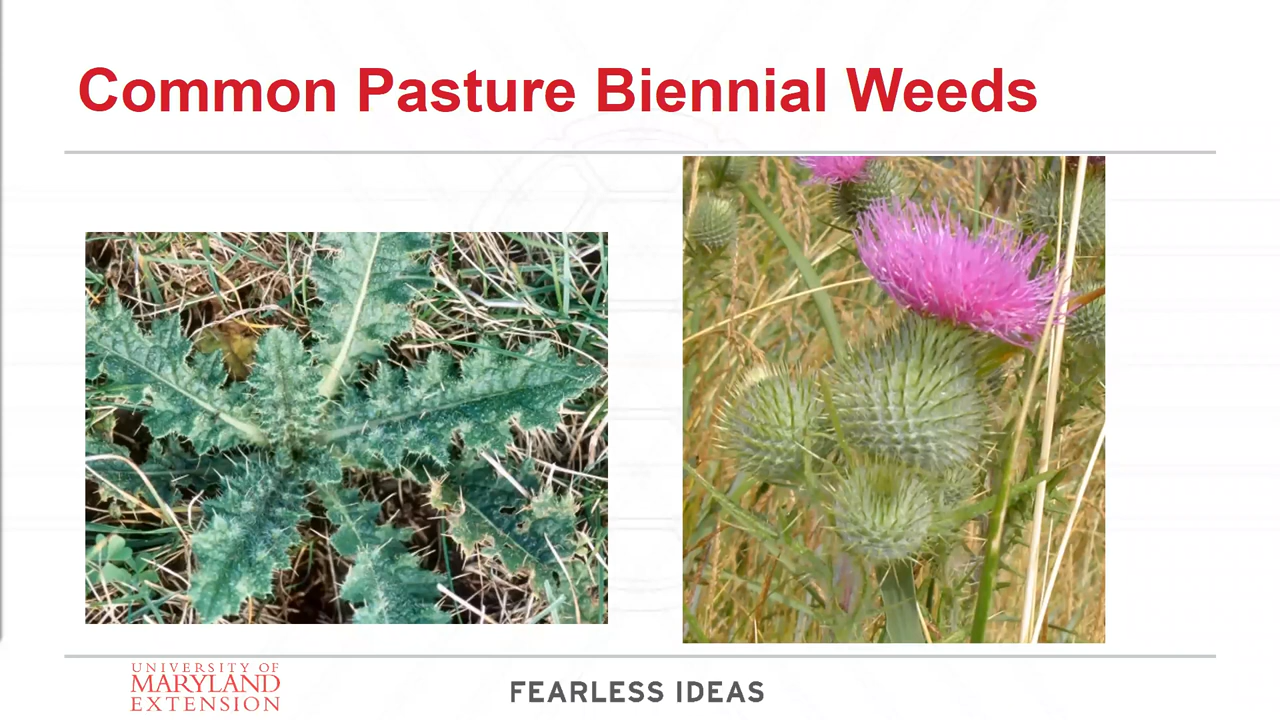 Common Pasture Biennial Weeds
UNIVERSITY OF
MARYLAND
EXTENSION
FEARLESS IDEAS